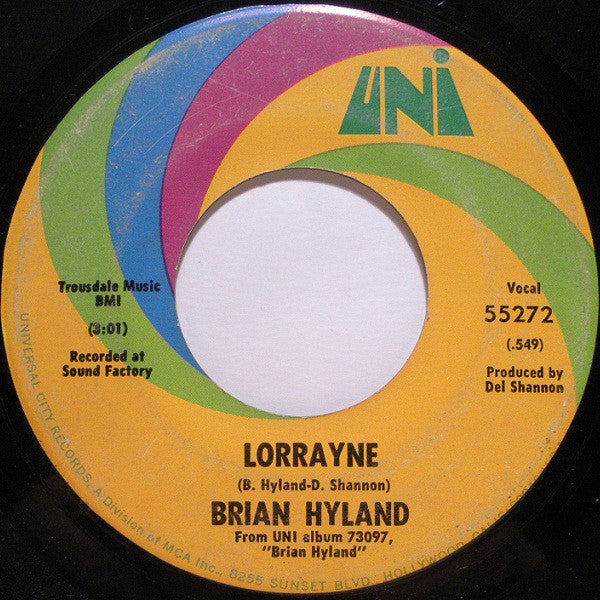 UNI
Trousdale Music
BMI
(3:01)
Recorded at
Sound Factory
Vocal
55272
(.549)
Produced by
Del Shannon
LORRAYNE
(B. Hyland-D. Shannon)
BRIAN HYLAND
From UNI album 73097,
"Brian Hyland"
UNIVERSAL CITY RECORDS, A Division of MCA Inc., 8255 SUNSET BLVD. HOLLYWOOD,